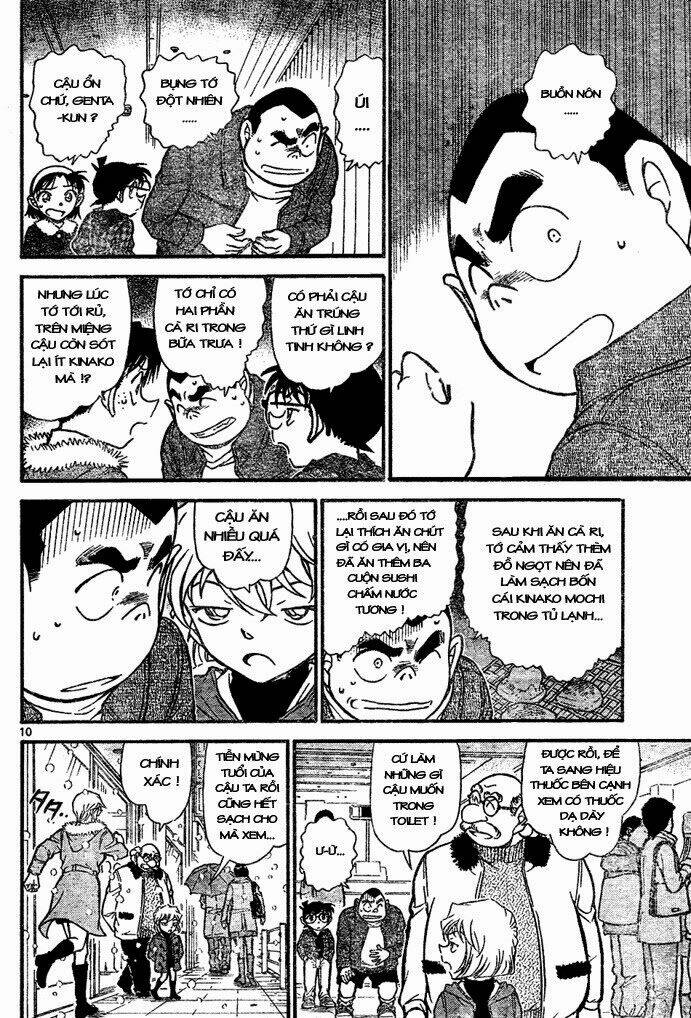 BUỒN NÔN
.....
ÚI
....
BỤNG TỚ
ĐỘT NHIÊN
.....
CẬU ỔN
CHỨ, GENTA
-KUN ?
CÓ PHẢI CẬU
ĂN TRÚNG
THỨ GÌ LINH
TINH KHÔNG ?
TỚ CHỈ CÓ
HAI PHẦN
CÀ RI TRONG
BỮA TRƯA !
NHƯNG LÚC
TỚ TỚI RỦ,
TRÊN MIỆNG
CẬU CÒN SÓT
LẠI ÍT KINAKO
MÀ !?
SAU KHI ĂN CÀ RI,
TỚ CẢM THẤY THÈM
ĐỒ NGỌT NÊN ĐÃ
LÀM SẠCH BỐN
CÁI KINAKO MOCHI
TRONG TỦ LẠNH...
....RỒI SAU ĐÓ TỚ
LẠI THÍCH ĂN CHÚT
GÌ CÓ GIA VỊ, NÊN
ĐÃ ĂN THÊM BA
CUỘN SUSHI
CHẤM NƯỚC
TƯƠNG !
CẬU ĂN
NHIỀU QUÁ
ĐẤY...
10
ĐƯỢC RỒI, ĐỂ
TA SANG HIỆU
THUỐC BÊN CẠNH
XEM CÓ THUỐC
DẠ DÀY
KHÔNG !
CỨ LÀM
NHỮNG GÌ
CẬU MUỐN
TRONG
TOILET !
Ư-Ừ...
TIỀN MỪNG
TUỔI CỦA
CẬU TA RỒI
CŨNG HẾT
SẠCH CHO
MÀ XEM...
CHÍNH
XÁC !
タタ..